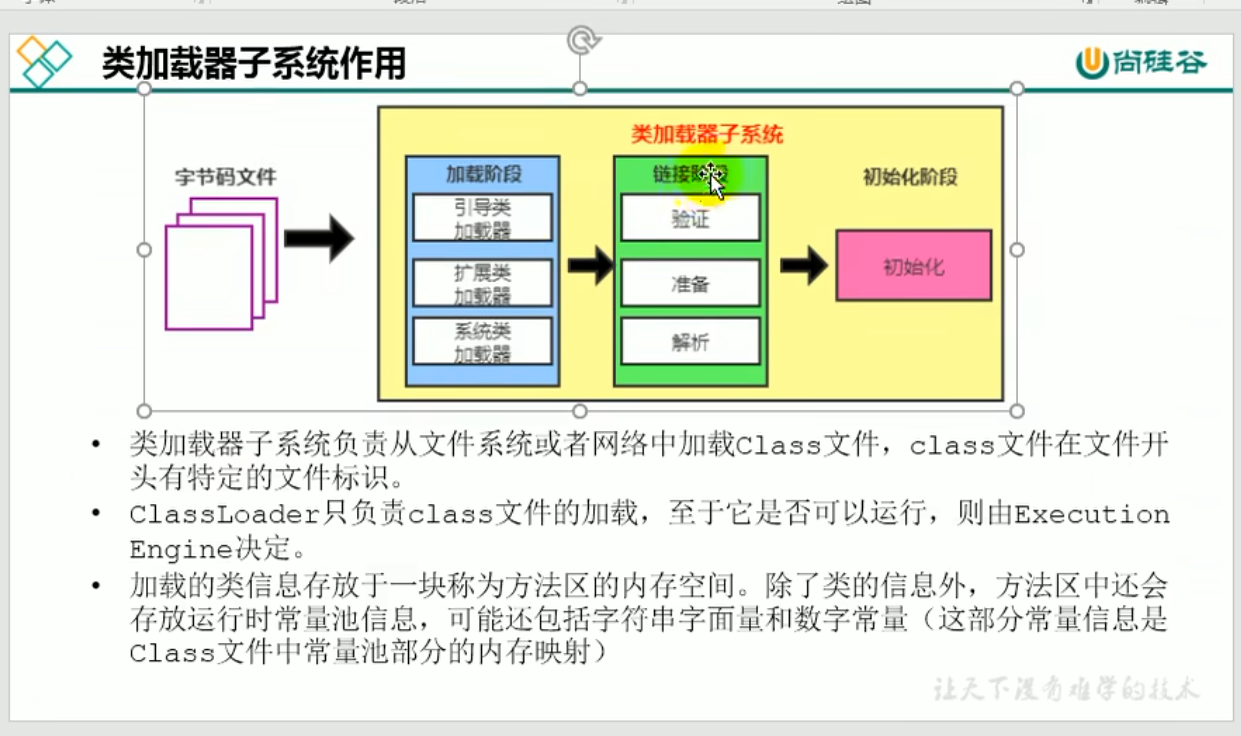 类加载器子系统作用
尚硅谷
类加载器子系统
字节码文件
加载阶段
引导类
加载器
扩展类
加载器
系统类
加载器
链接阶段
验证
准备
解析
初始化阶段
初始化
• 类加载器子系统负责从文件系统或者网络中加载Class文件，class文件在文件开
头有特定的文件标识。
• ClassLoader只负责class文件的加载，至于它是否可以运行，则由Execution
Engine决定。
• 加载的类信息存放于一块称为方法区的内存空间。除了类的信息外，方法区中还会
存放运行时常量池信息，可能还包括字符串字面量和数字常量（这部分常量信息是
Class文件中常量池部分的内存映射）
让天下没有难学的技术